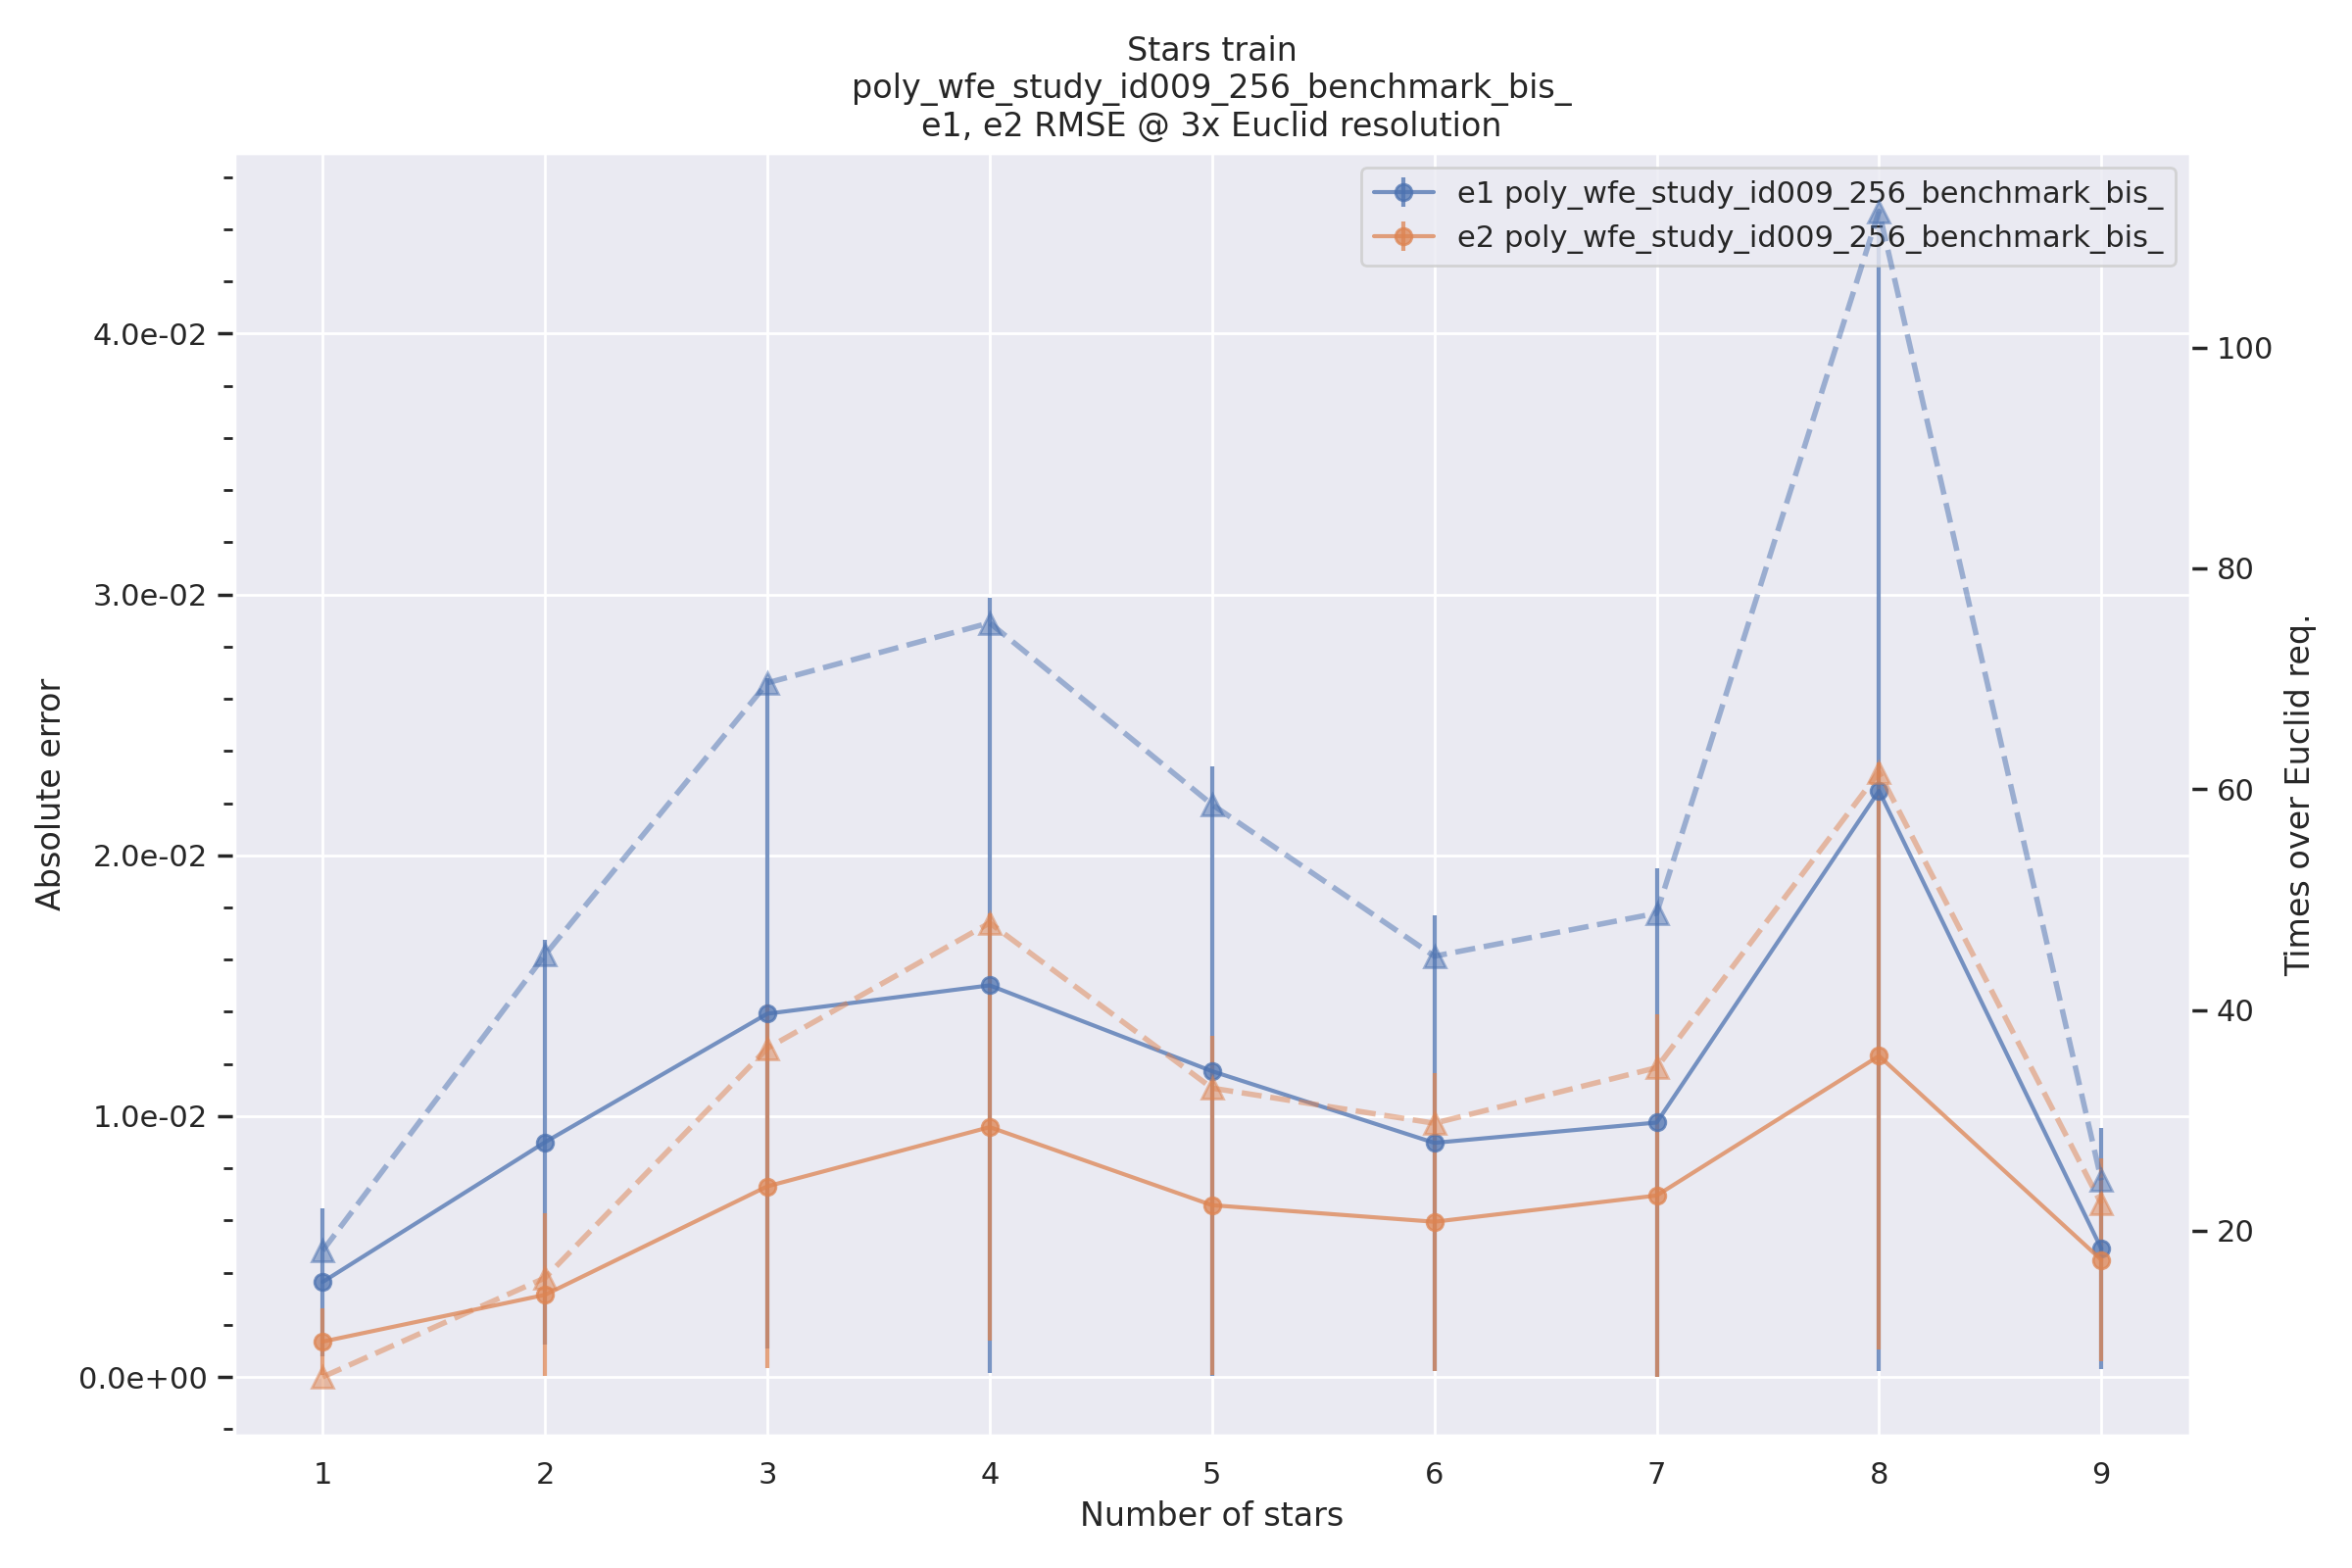 Stars train
poly_wfe_study_id009_256_benchmark_bis_
e1, e2 RMSE @ 3x Euclid resolution
e1 poly_wfe_study_id009_256_benchmark_bis_
e2 poly_wfe_study_id009_256_benchmark_bis_
4.0e-02
3.0e-02
2.0e-02
1.0e-02
0.0e+00
Absolute error
100
80
60
40
20
Times over Euclid req.
1 2 3 4 5 6 7 8 9
Number of stars